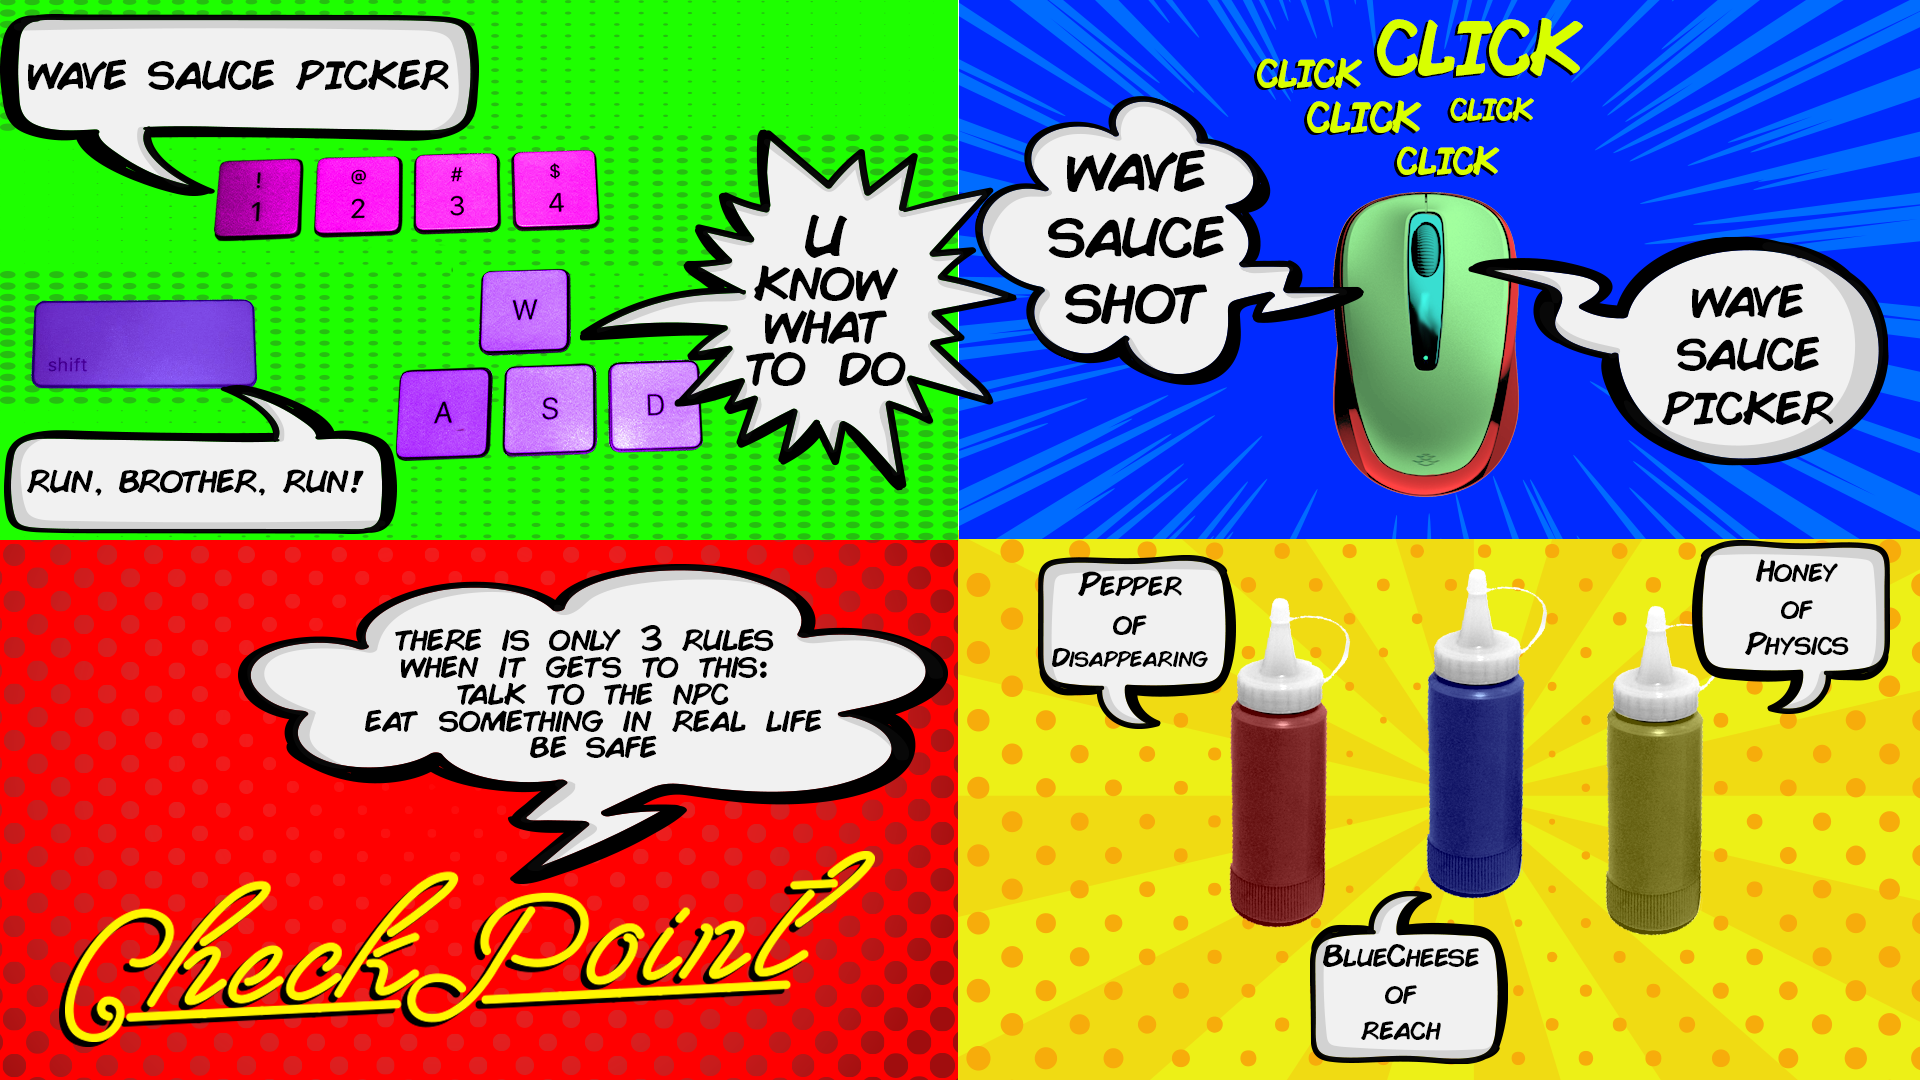 WAVE SAUCE PICKER
!
1
@
2
#
3
$
4
W
A
S
D
shift
U
KNOW
WHAT
TO DO
RUN, BROTHER, RUN!
CLICK
CLICK
CLICK
CLICK
CLICK
WAVE
SAUCE
SHOT
WAVE
SAUCE
PICKER
THERE IS ONLY 3 RULES
WHEN IT GETS TO THIS:
TALK TO THE NPC
EAT SOMETHING IN REAL LIFE
BE SAFE
Check Point
PEPPER
OF
DISAPPEARING
HONEY
OF
PHYSICS
BLUECHEESE
OF
REACH